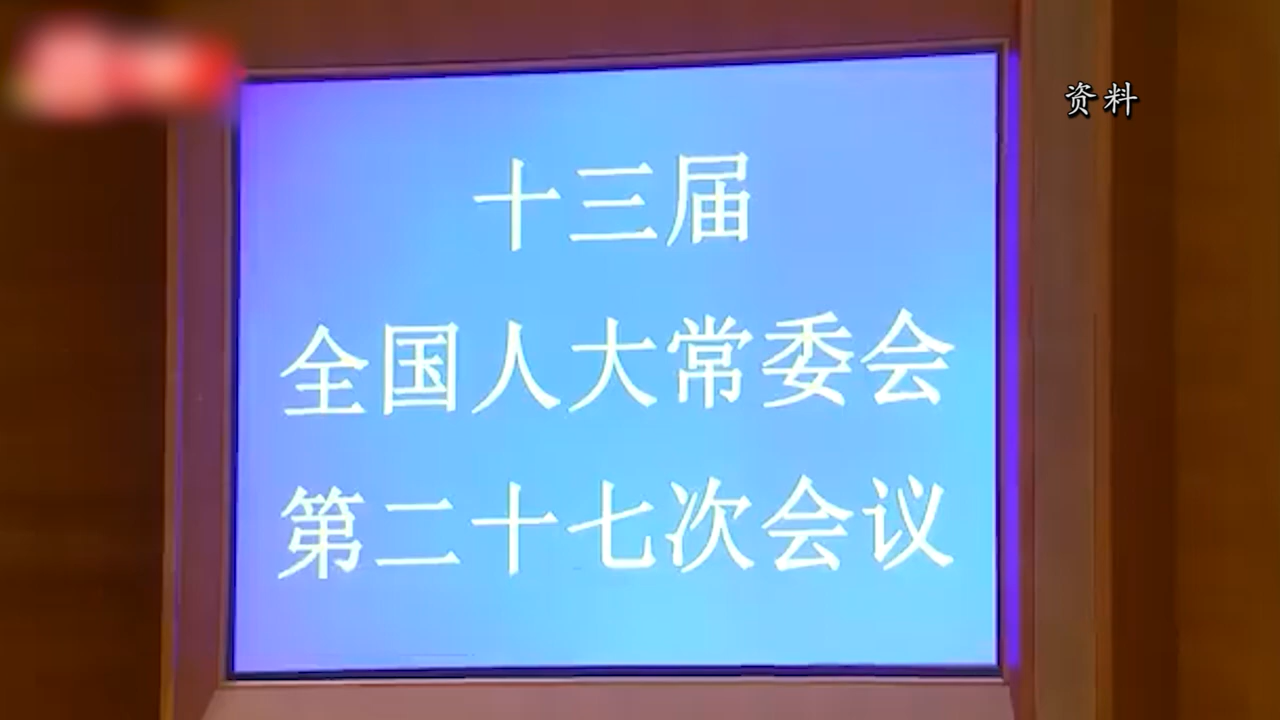 资料
十三届
全国人大常委会
第二十七次会议